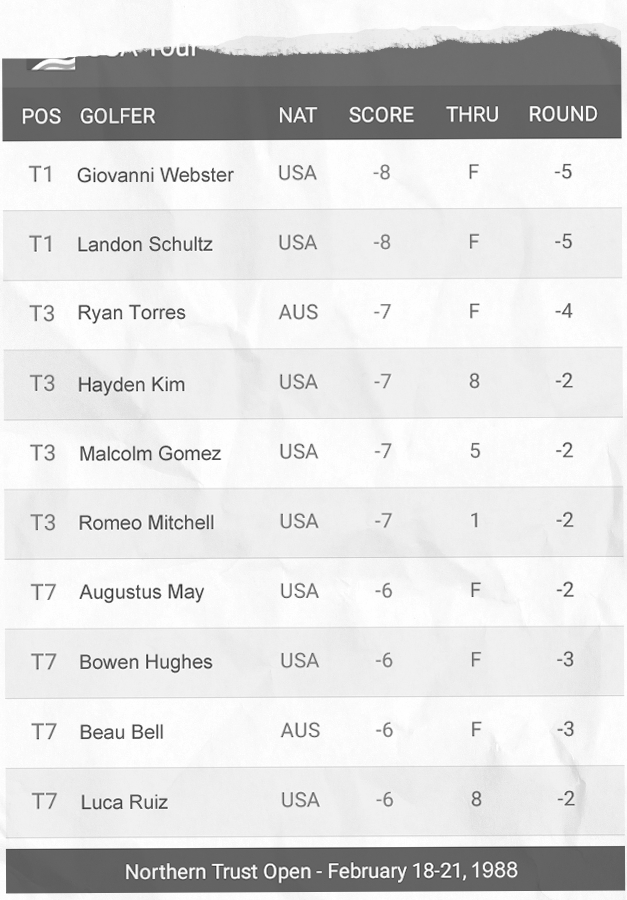 Tour
POS GOLFER NAT SCORE THRU ROUND
T1 Giovanni Webster USA -8 F -5
T1 Landon Schultz USA -8 F -5
T3 Ryan Torres AUS -7 F -4
T3 Hayden Kim USA -7 8 -2
T3 Malcolm Gomez USA -7 5 -2
T3 Romeo Mitchell USA -7 1 -2
T7 Augustus May USA -6 F -2
T7 Bowen Hughes USA -6 F -3
T7 Beau Bell AUS -6 F -3
T7 Luca Ruiz USA -6 8 -2
Northern Trust Open - February 18-21, 1988